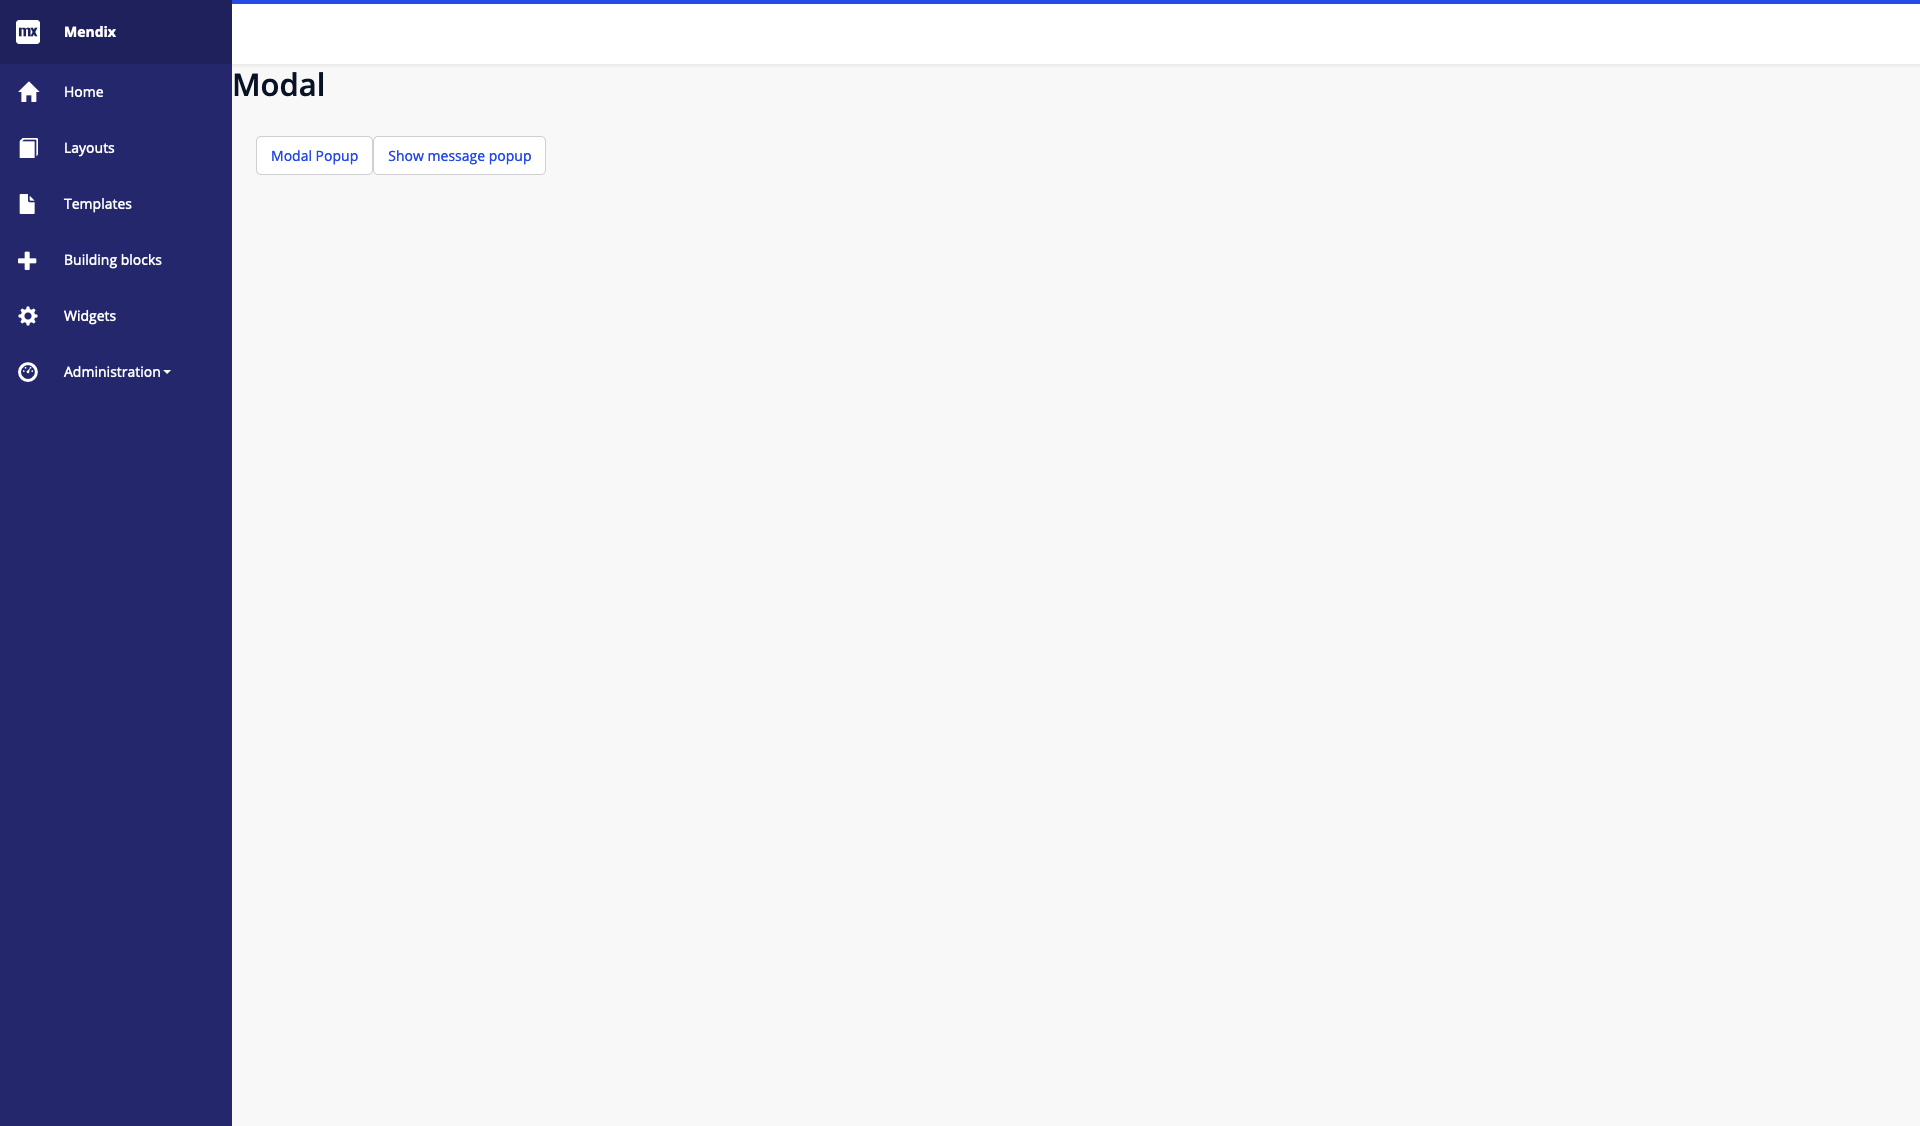 mx Mendix
Home
Layouts
Templates
Building blocks
Widgets
Administration
Modal
Modal Popup Show message popup